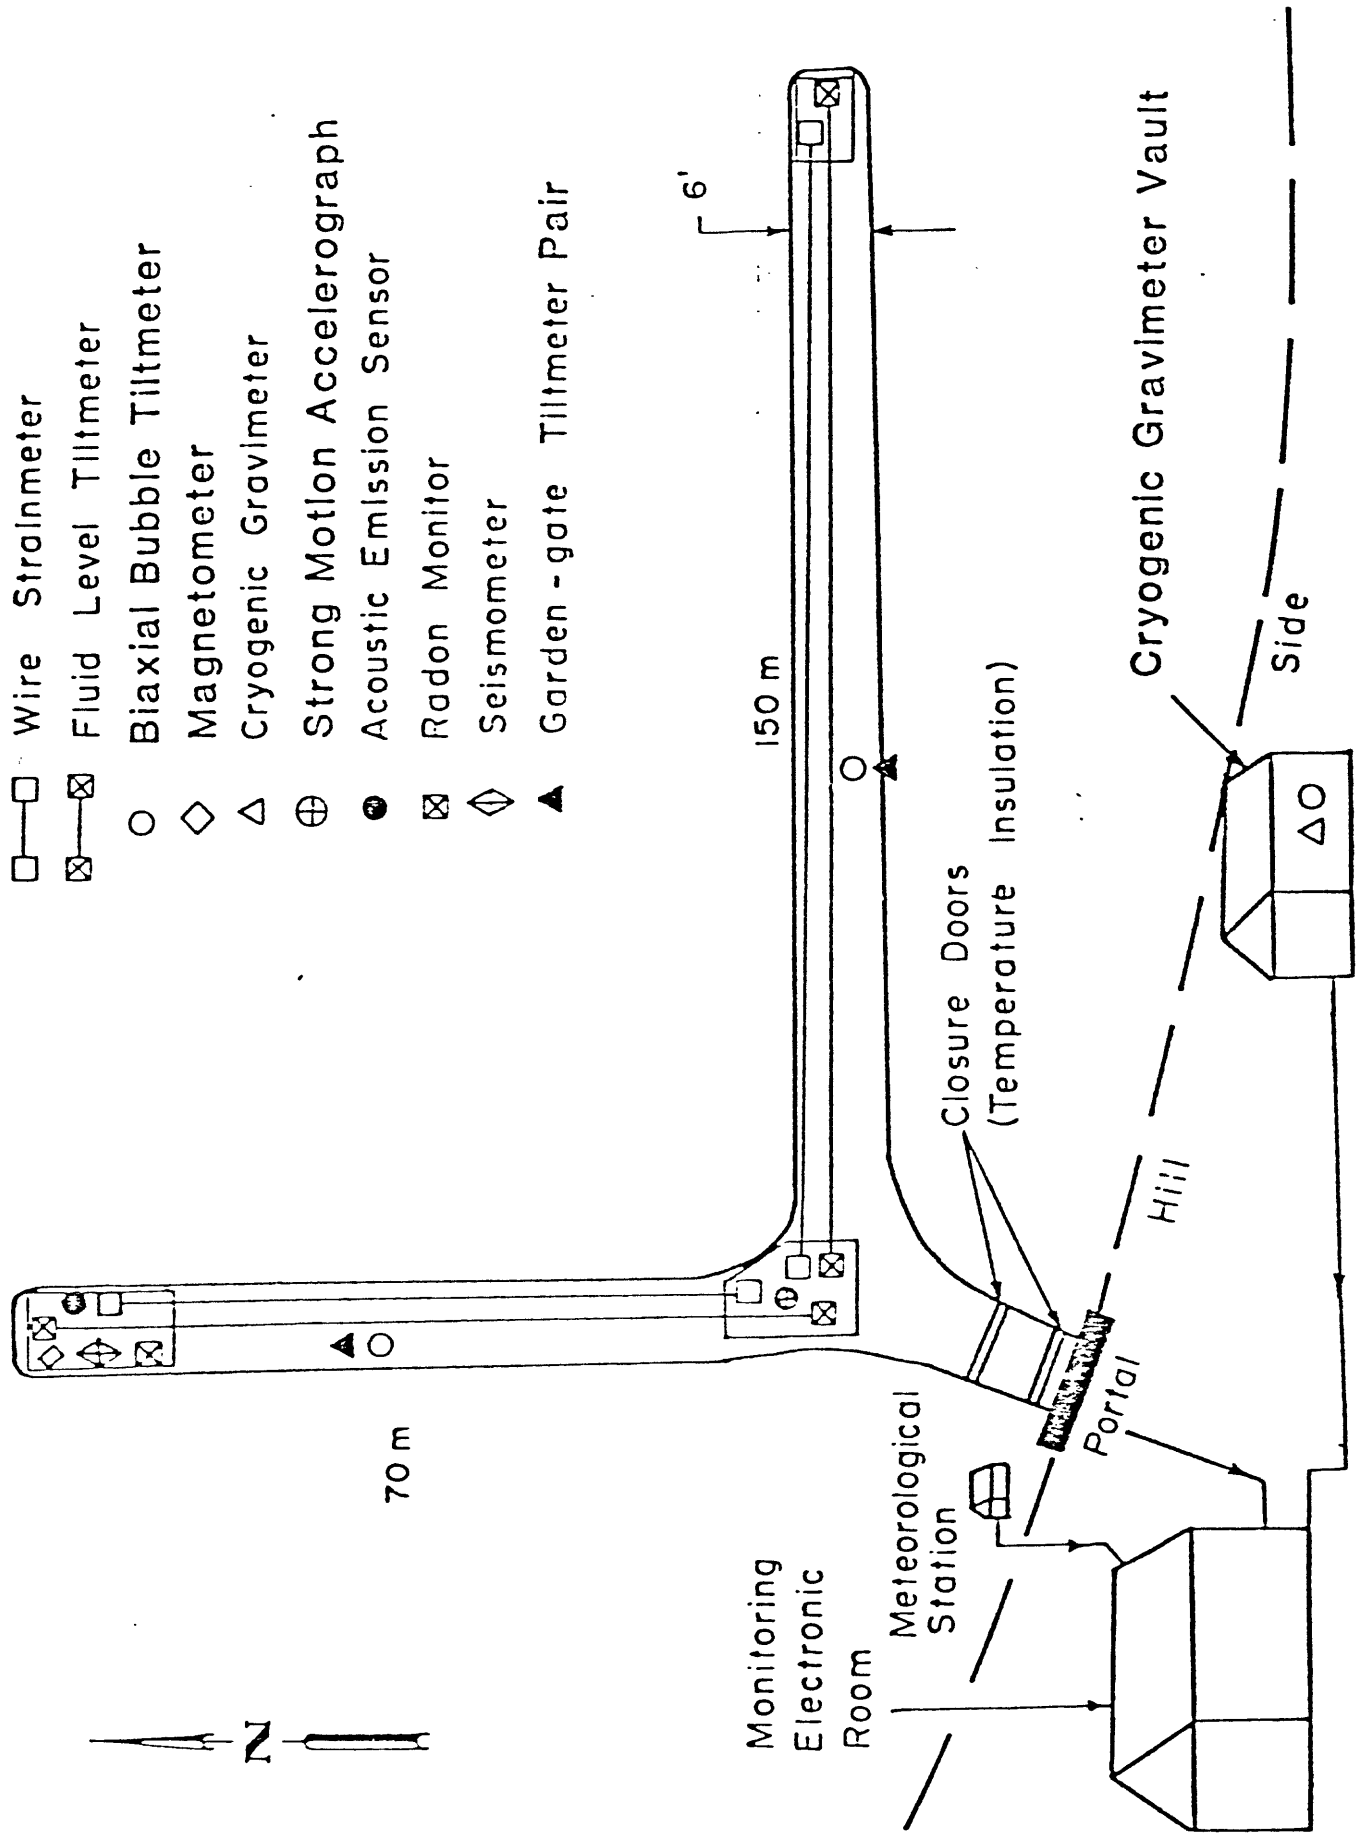 Wire Strainmeter
Fluid Level Tiltmeter
Biaxial Bubble Tiltmeter
Magnetometer
Cryogenic Gravimeter
Strong Motion Accelerograph
Acoustic Emission Sensor
Radon Monitor
Seismometer
Garden-gate Tiltmeter Pair
N
70 m
150 m
6'
Monitoring
Electronic
Room
Meteorological
Station
Closure Doors
(Temperature Insulation)
Portal
Hill
Side
Cryogenic Gravimeter Vault